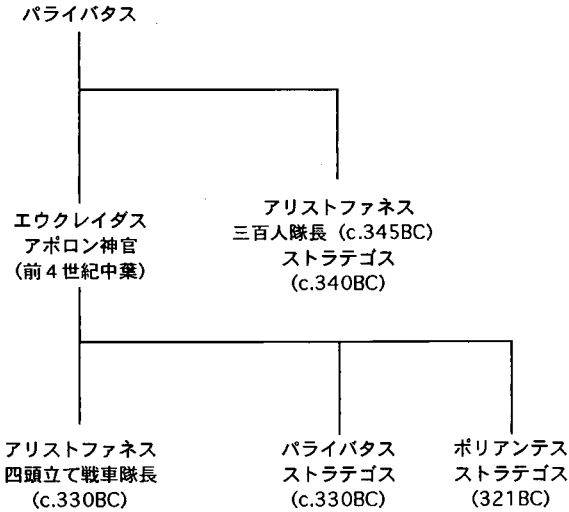 パライバタス
エウクレイダス
アポロン神官
(前4世紀中葉)
アリストファネス
三百人隊長 (c.345BC)
ストラテゴス
(c.340BC)
アリストファネス
四頭立て戦車隊長
(c.330BC)
パライバタス
ストラテゴス
(c.330BC)
ポリアンテス
ストラテゴス
(321BC)